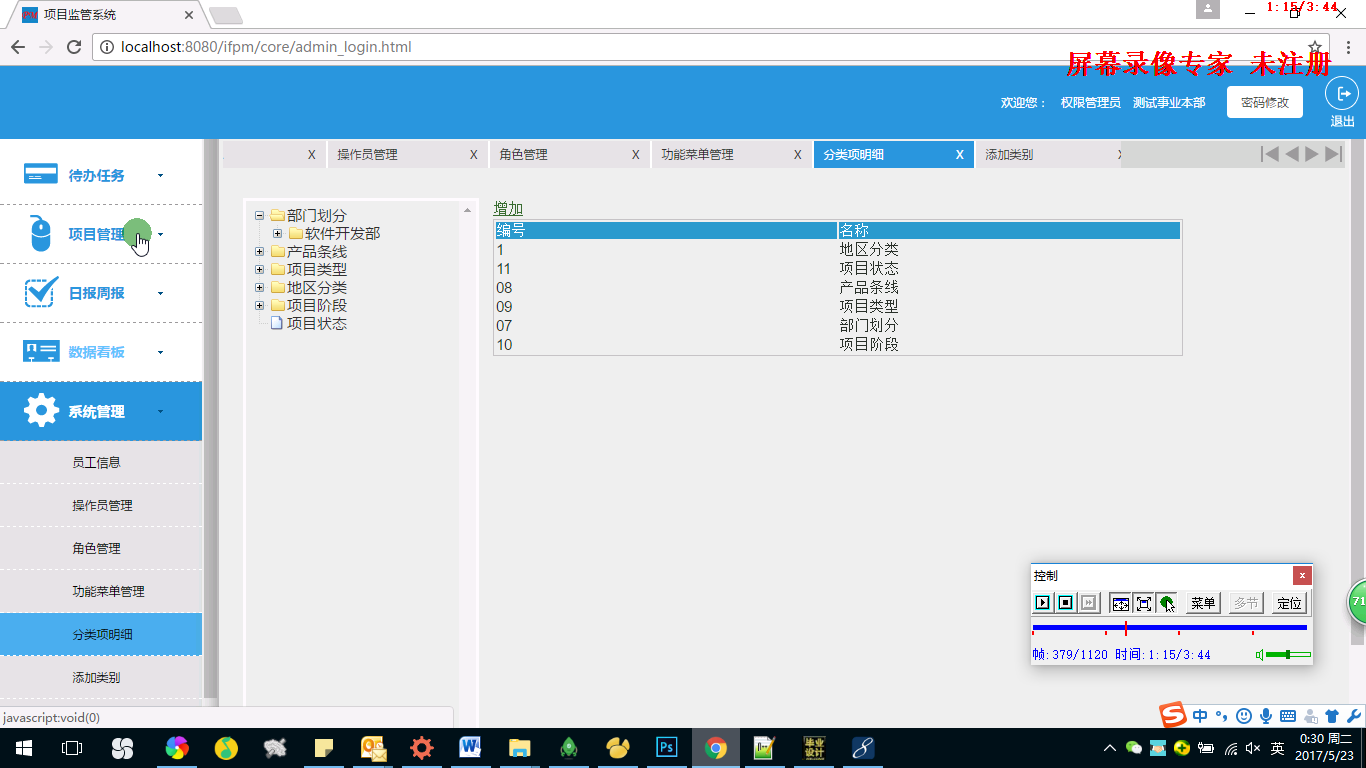 项目监管系统
1:15/3:44
localhost:8080/ifpm/core/admin_login.html
屏幕录像专家 未注册
欢迎您： 权限管理员 测试事业本部 密码修改 退出
待办任务
项目管理
日报周报
数据看板
系统管理
员工信息
操作员管理
角色管理
功能菜单管理
分类项明细
添加类别
X 操作员管理 X 角色管理 X 功能菜单管理 X 分类项明细 X 添加类别
部门划分
软件开发部
产品条线
项目类型
地区分类
项目阶段
项目状态
增加
编号 名称
1 地区分类
11 项目状态
08 产品条线
09 项目类型
07 部门划分
10 项目阶段
控制 x
菜单 多节 定位
帧:379/1120 时间:1:15/3:44
71
javascript:void(0)
中
英
0:30 周二
2017/5/23
毕业
设计
Ps